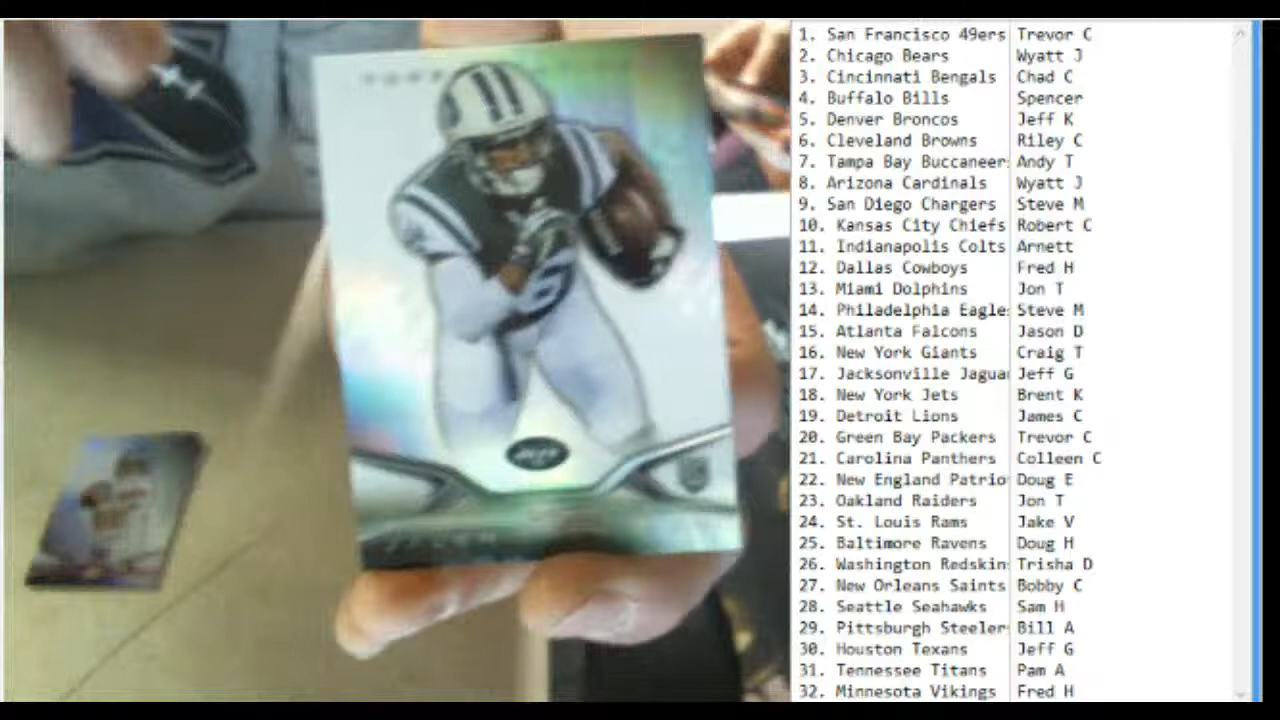 1. San Francisco 49ers Trevor C
2. Chicago Bears Wyatt J
3. Cincinnati Bengals Chad C
4. Buffalo Bills Spencer
5. Denver Broncos Jeff K
6. Cleveland Browns Riley C
7. Tampa Bay Buccaneer Andy T
8. Arizona Cardinals Wyatt J
9. San Diego Chargers Steve M
10. Kansas City Chiefs Robert C
11. Indianapolis Colts Arnett
12. Dallas Cowboys Fred H
13. Miami Dolphins Jon T
14. Philadelphia Eagle Steve M
15. Atlanta Falcons Jason D
16. New York Giants Craig T
17. Jacksonville Jagua Jeff G
18. New York Jets Brent K
19. Detroit Lions James C
20. Green Bay Packers Trevor C
21. Carolina Panthers Colleen C
22. New England Patrio Doug E
23. Oakland Raiders Jon T
24. St. Louis Rams Jake V
25. Baltimore Ravens Doug H
26. Washington Redskin Trisha D
27. New Orleans Saints Bobby C
28. Seattle Seahawks Sam H
29. Pittsburgh Steeler Bill A
30. Houston Texans Jeff G
31. Tennessee Titans Pam A
32. Minnesota Vikings Fred H
JETS